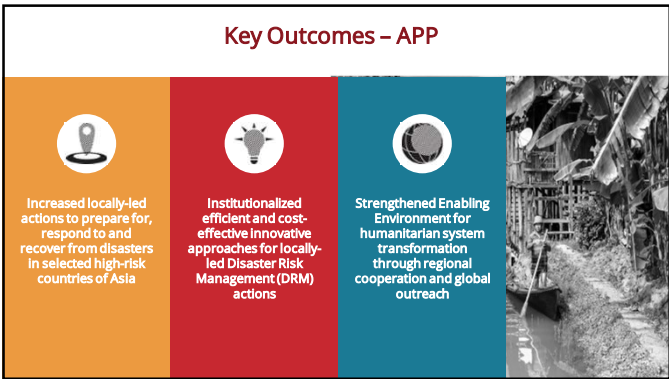 Key Outcomes – APP
Increased locally-led
actions to prepare for,
respond to and
recover from disasters
in selected high-risk
countries of Asia
Institutionalized
efficient and cost-
effective innovative
approaches for locally-
led Disaster Risk
Management (DRM)
actions
Strengthened Enabling
Environment for
humanitarian system
transformation
through regional
cooperation and global
outreach